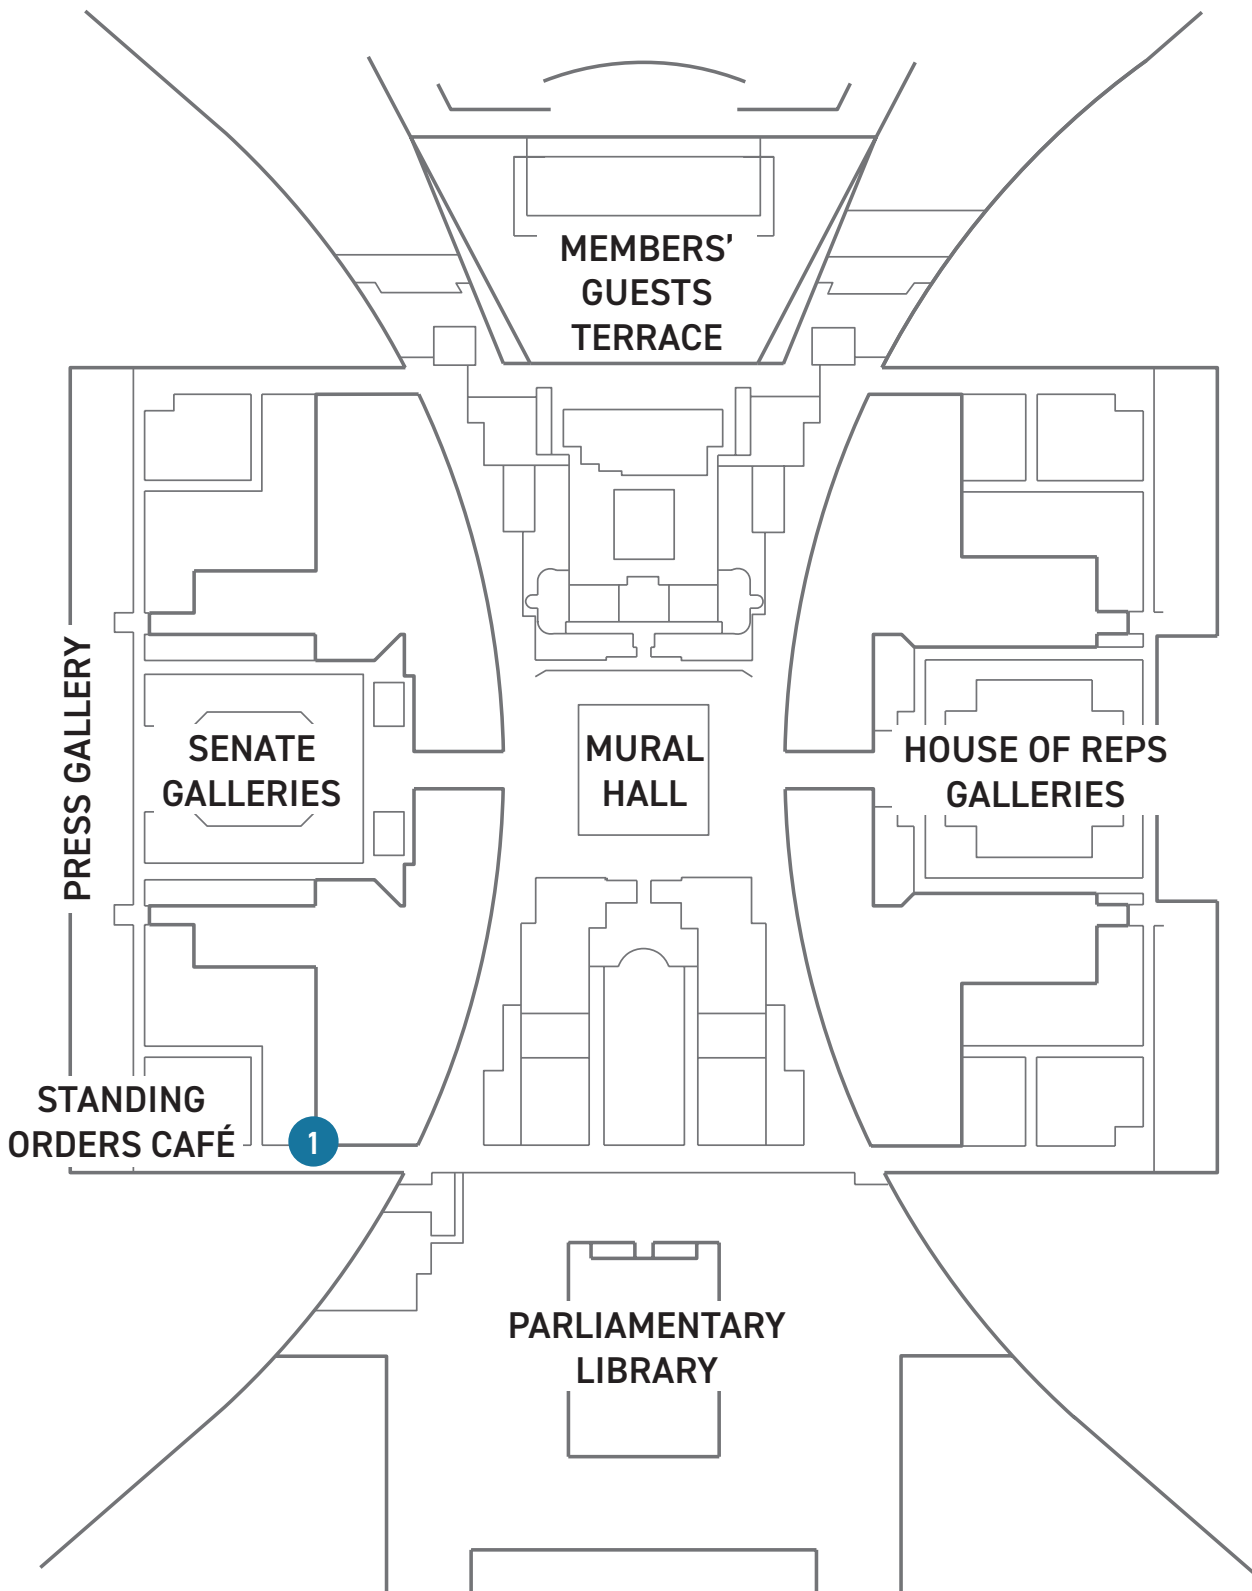 MEMBERS’
GUESTS
TERRACE
PRESS GALLERY
SENATE
GALLERIES
MURAL
HALL
HOUSE OF REPS
GALLERIES
STANDING
ORDERS CAFÉ
1
PARLIAMENTARY
LIBRARY